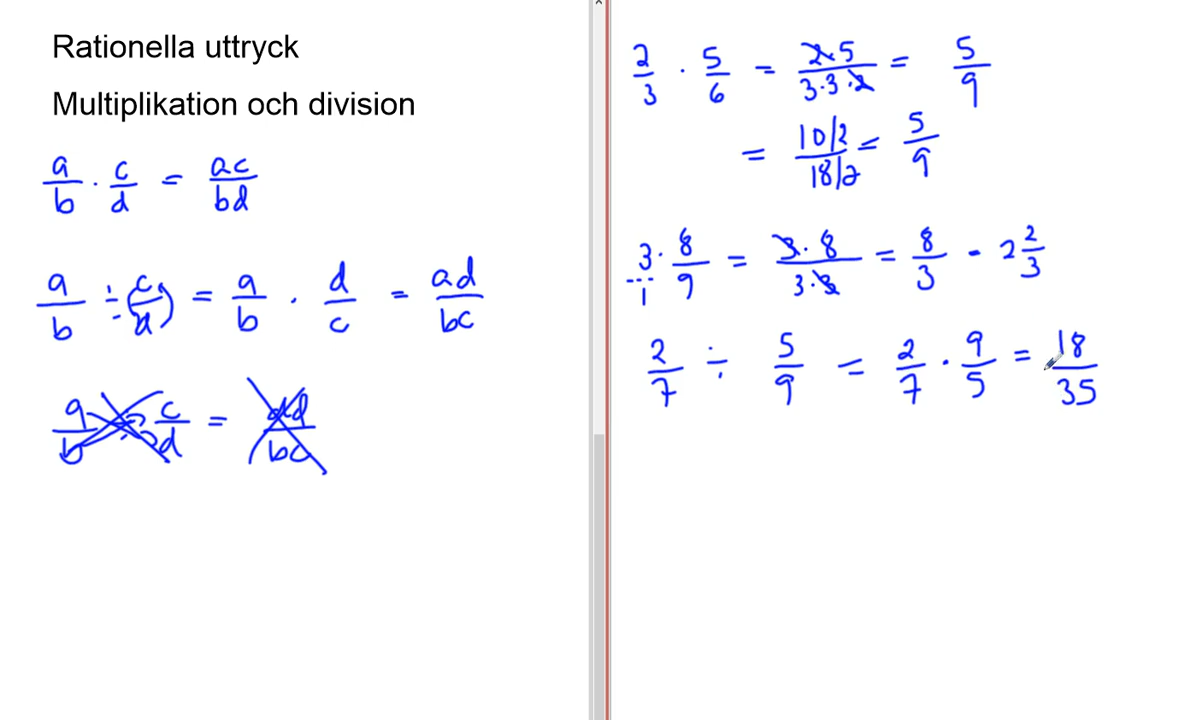 Rationella uttryck
Multiplikation och division
a/b · c/d = ac/bd
a/b ÷ (c/d) = a/b · d/c = ad/bc
a/b ÷ c/d = ad/bc
2/3 · 5/6 = 2·5/3·3·2 = 5/9
= 10/2 / 18/2 = 5/9
3/1 · 8/9 = 3·8/3·3 = 8/3 - 2 2/3
2/7 ÷ 5/9 = 2/7 · 9/5 = 18/35